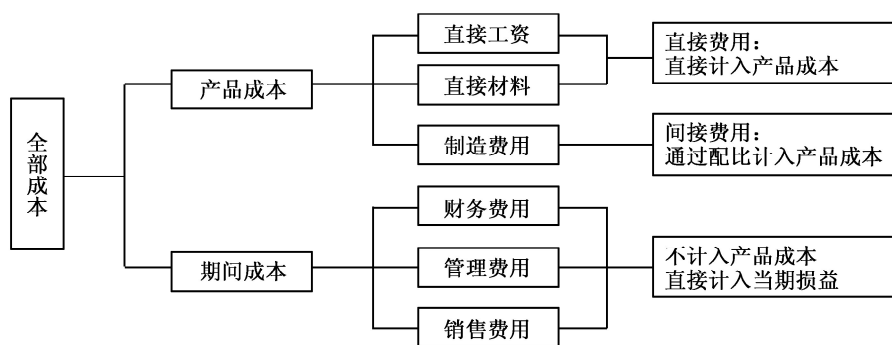 全部成本
产品成本
期问成本
直接工资
直接材料
制造费用
财务费用
管理费用
销售费用
直接费用：
直接计入产品成本
间接费用：
通过配比计入产品成本
不计入产品成本
直接计入当期损益